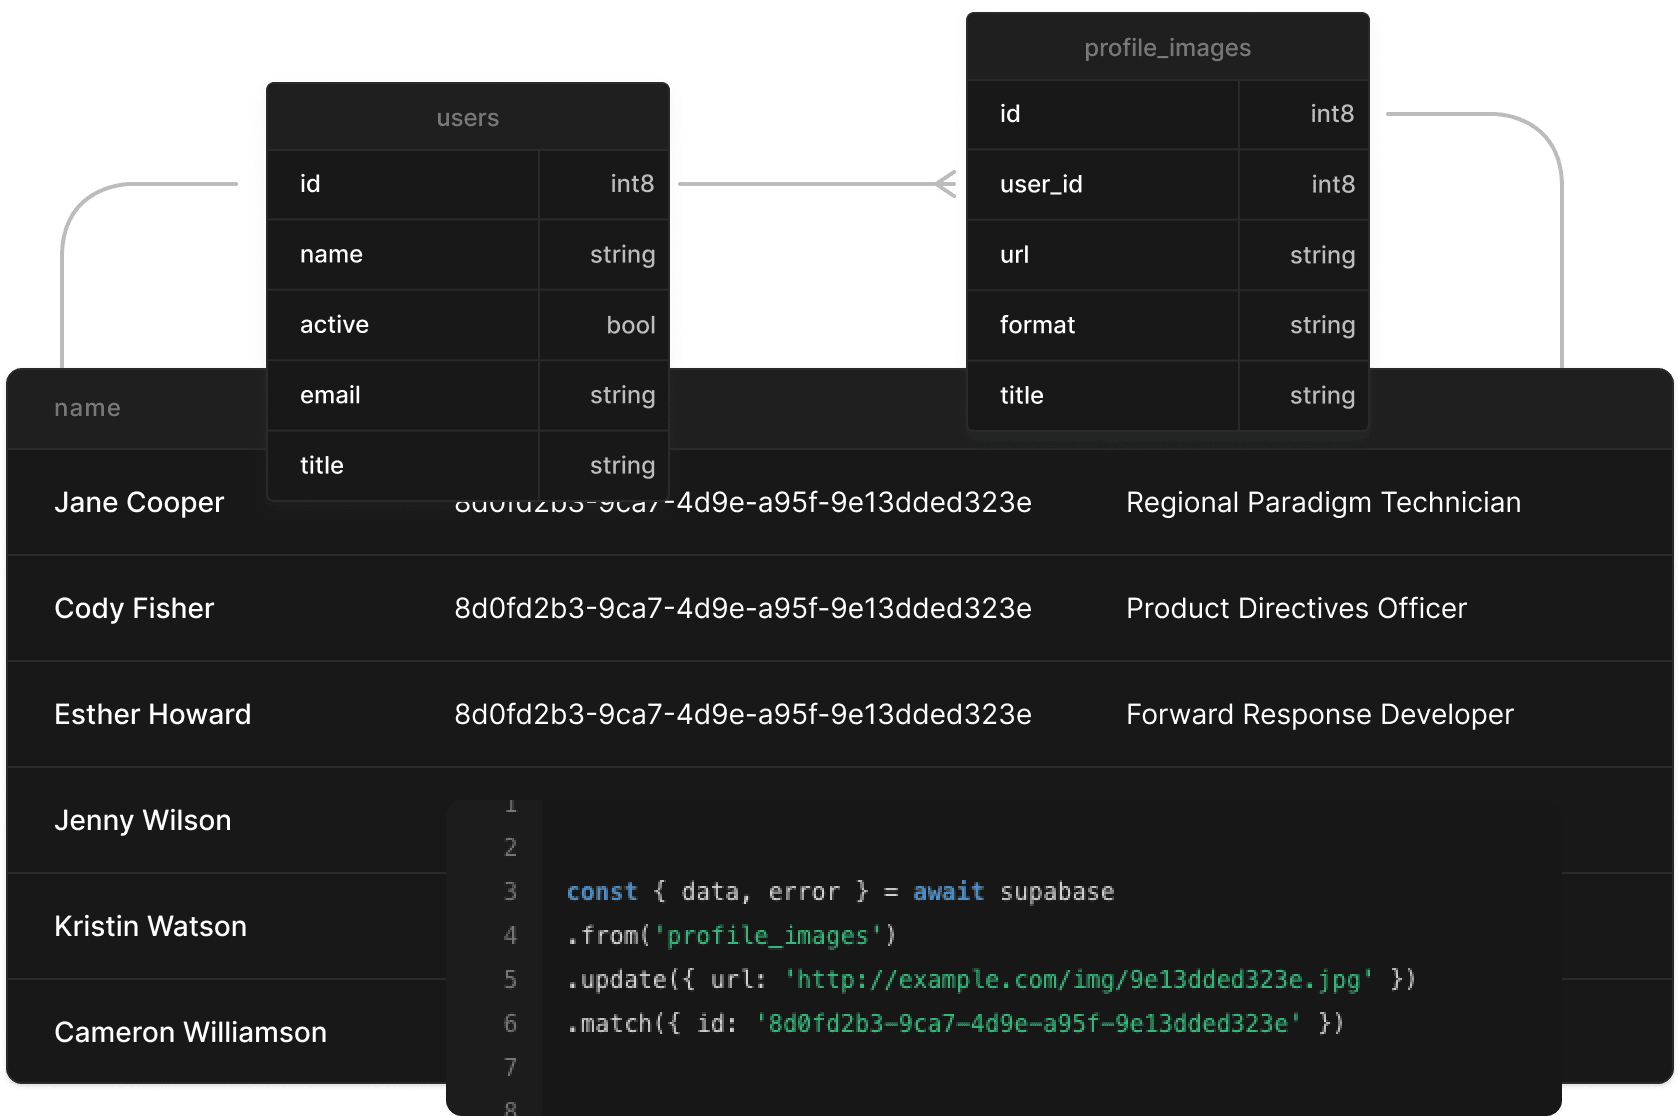 profile_images
id int8
user_id int8
url string
format string
title string
users
id int8
name string
active bool
email string
title string
name
Jane Cooper 8d0fd2b3-9ca7-4d9e-a95f-9e13dded323e Regional Paradigm Technician
Cody Fisher 8d0fd2b3-9ca7-4d9e-a95f-9e13dded323e Product Directives Officer
Esther Howard 8d0fd2b3-9ca7-4d9e-a95f-9e13dded323e Forward Response Developer
Jenny Wilson
Kristin Watson
Cameron Williamson
1
2
3 const { data, error } = await supabase
4 .from('profile_images')
5 .update({ url: 'http://example.com/img/9e13dded323e.jpg' })
6 .match({ id: '8d0fd2b3-9ca7-4d9e-a95f-9e13dded323e' })
7
8